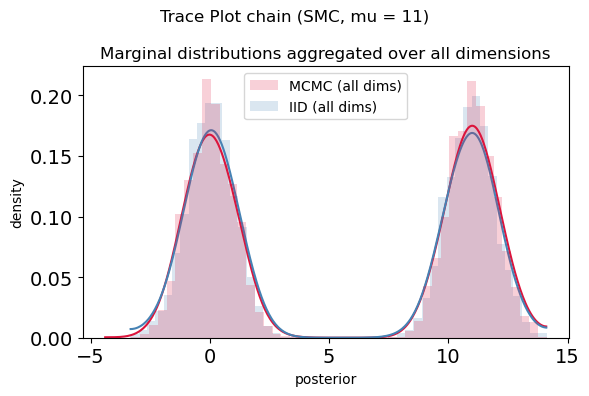 Trace Plot chain (SMC, mu = 11)
Marginal distributions aggregated over all dimensions
MCMC (all dims)
IID (all dims)
density
0.20
0.15
0.10
0.05
0.00
−5 0 5 10 15
posterior